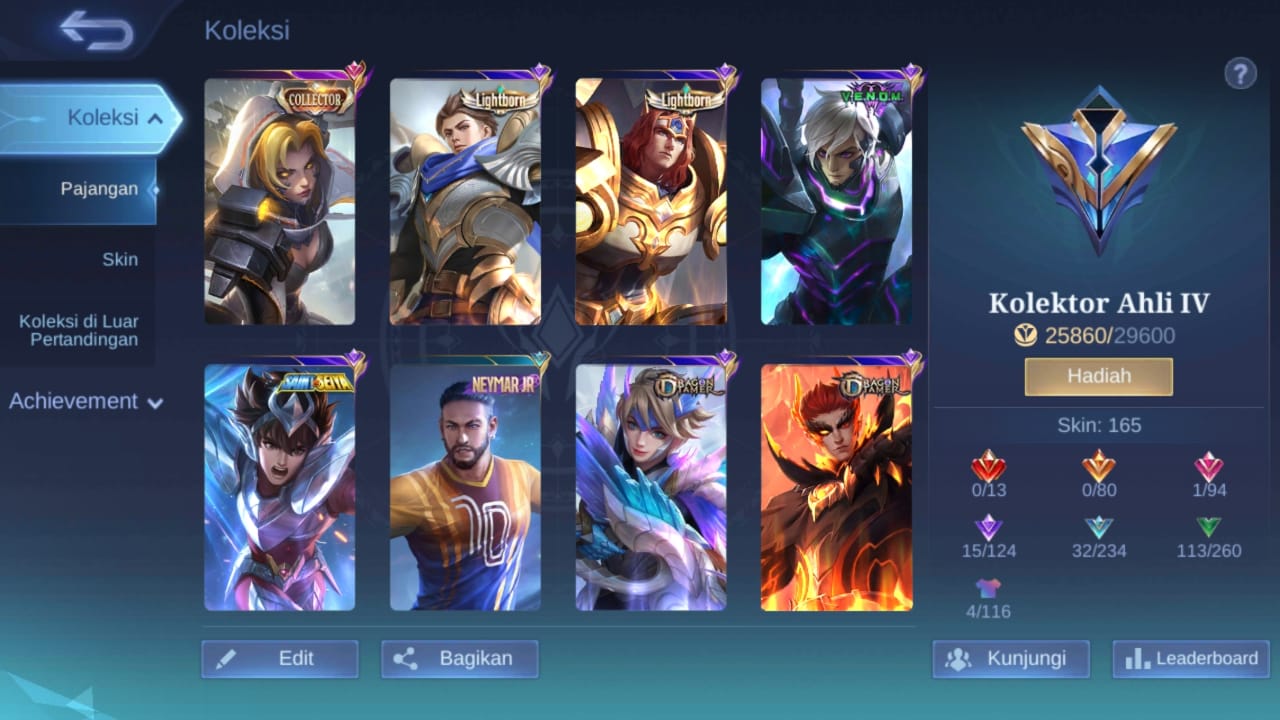 Koleksi
Koleksi
Pajangan
Skin
Koleksi di Luar
Pertandingan
Achievement
COLLECTOR
Lightborn
Lightborn
V.E.N.O.M.
SAINT SEIYA
NEYMAR JR
10
DRAGON
TAMER
DRAGON
TAMER
Edit
Bagikan
?
Kolektor Ahli IV
25860/29600
Hadiah
Skin: 165
0/13
0/80
1/94
15/124
32/234
113/260
4/116
Kunjungi
Leaderboard